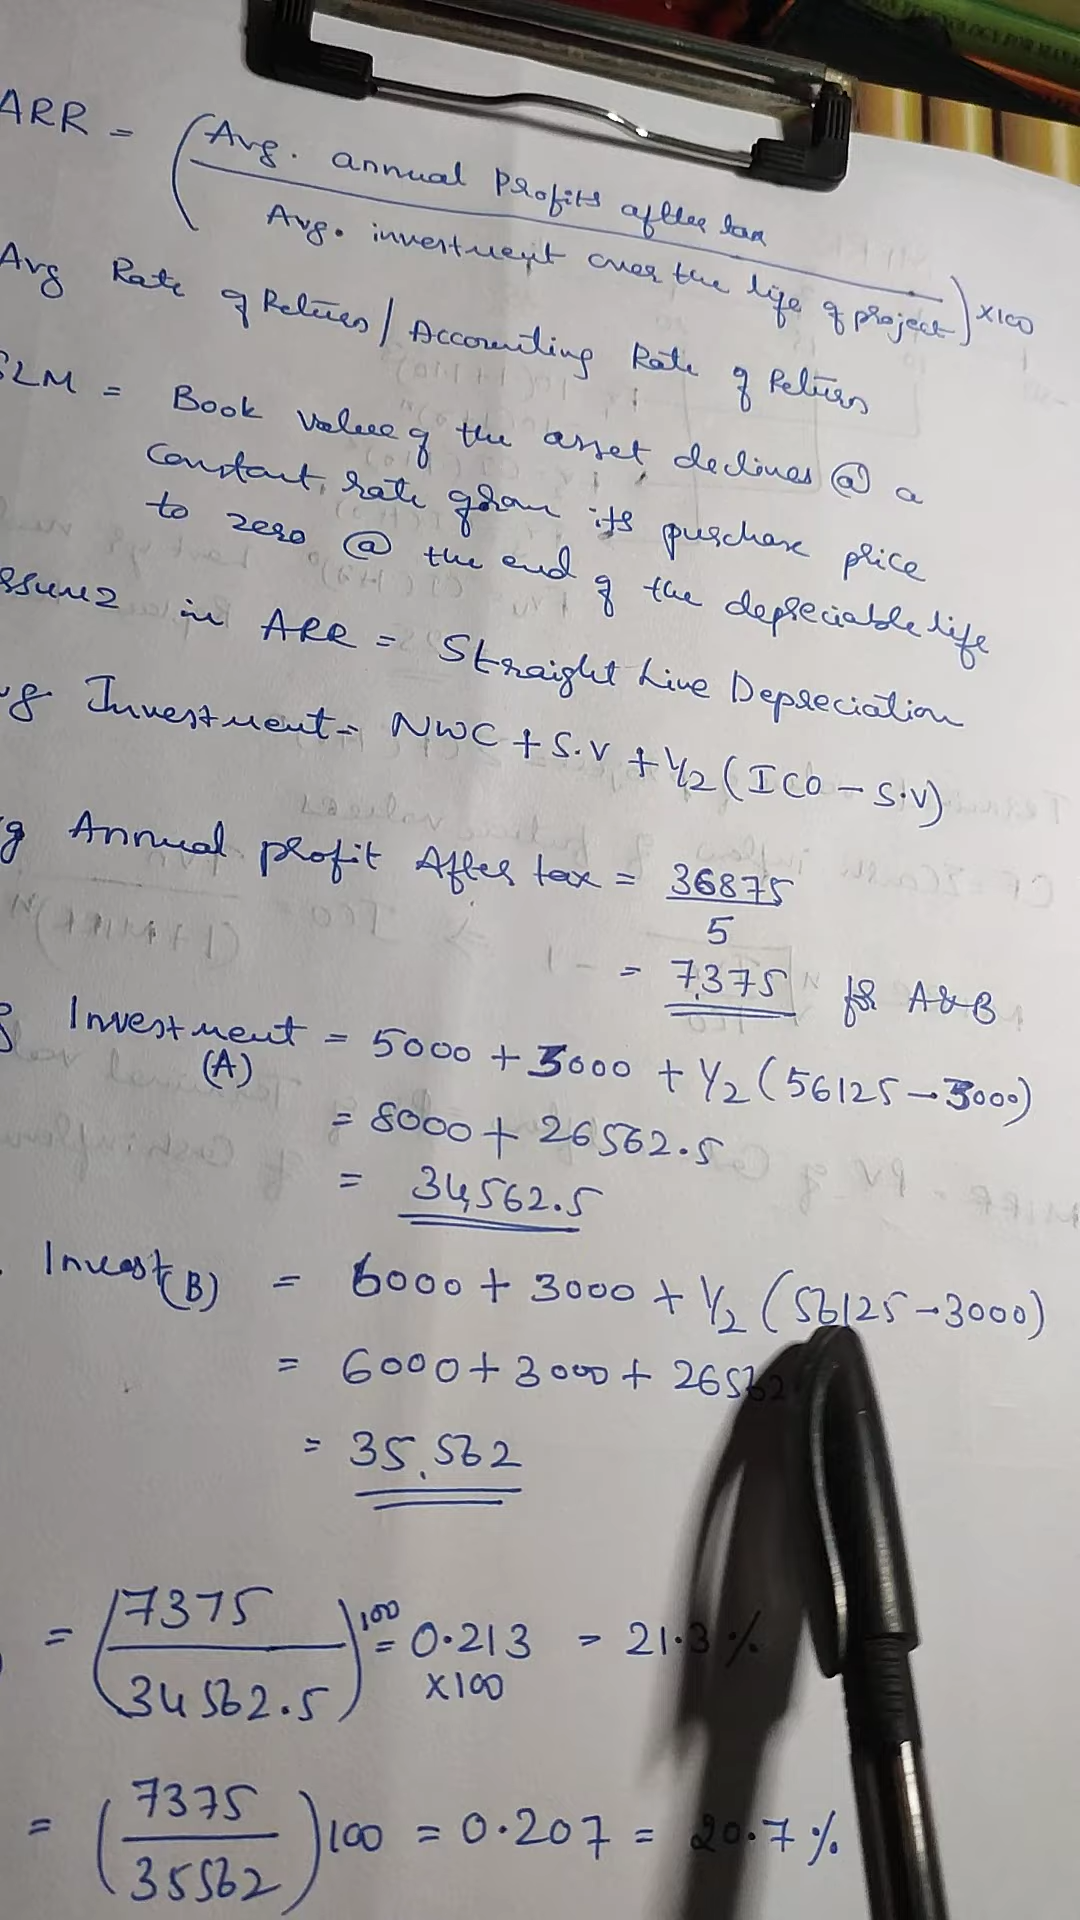 ARR = (Avg. annual Profits after tax
Avg. investment over the life of project) x100
Avg Rate of Return / Accounting Rate of Return
SLM = Book value of the asset declines @ a
constant rate from its purchase price
to zero @ the end of the depreciable life
in ARR = Straight Line Depreciation
Investment = NWC + S.V + 1/2 (ICO - S.V)
Annual profit After tax = 36875
5
= 7375 for A & B
Investment (A) = 5000 + 3000 + 1/2 (56125 - 3000)
= 8000 + 26562.5
= 34,562.5
Invest (B) = 6000 + 3000 + 1/2 (56125 - 3000)
= 6000 + 3000 + 26562
= 35,562
= (7375
34562.5) 100 = 0.213 = 21.3%
x100
= (7375
35562) 100 = 0.207 = 20.7%